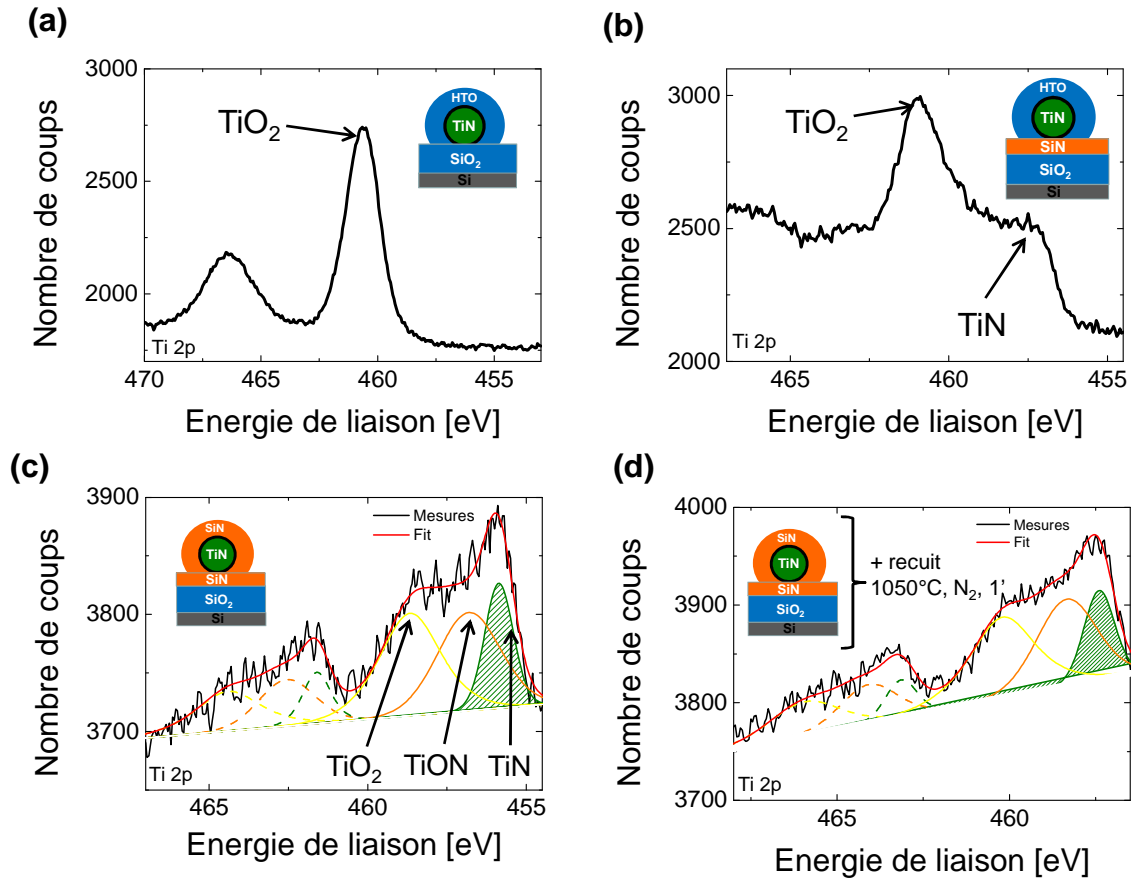 (a)
3000
2500
2000
Nombre de coups
TiO₂
HTO
TiN
SiO₂
Si
Ti 2p
470 465 460 455
Energie de liaison [eV]
(b)
3000
2500
2000
Nombre de coups
TiO₂
HTO
TiN
SiN
SiO₂
Si
TiN
Ti 2p
465 460 455
Energie de liaison [eV]
(c)
3900
3800
3700
Nombre de coups
SiN
TiN
SiN
SiO₂
Si
Mesures
Fit
TiO₂ TiON TiN
Ti 2p
465 460 455
Energie de liaison [eV]
(d)
4000
3900
3800
3700
Nombre de coups
SiN
TiN
SiN
SiO₂
Si
+ recuit
1050°C, N₂, 1'
Mesures
Fit
Ti 2p
465 460
Energie de liaison [eV]